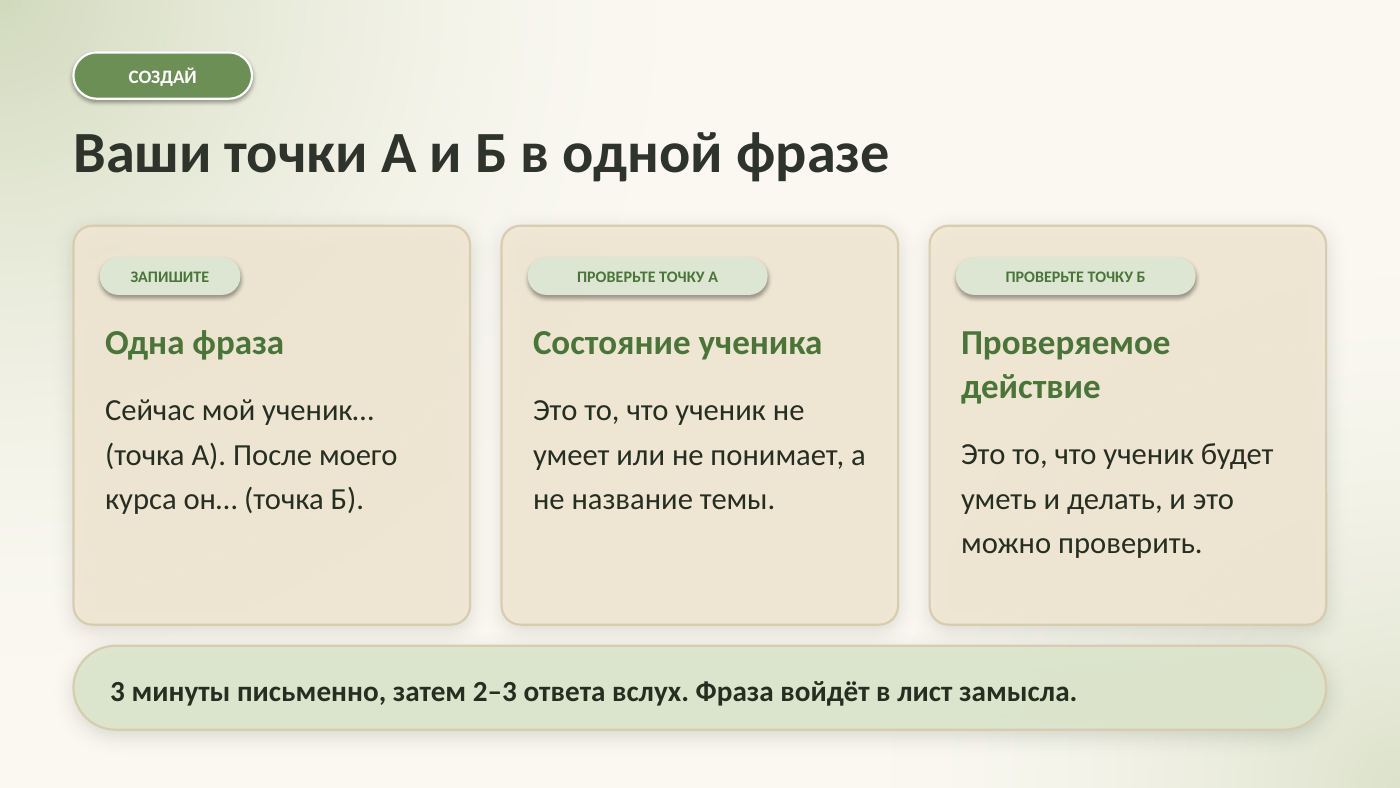 СОЗДАЙ
Ваши точки А и Б в одной фразе
ЗАПИШИТЕ
Одна фраза
Сейчас мой ученик…
(точка А). После моего
курса он… (точка Б).
ПРОВЕРЬТЕ ТОЧКУ А
Состояние ученика
Это то, что ученик не
умеет или не понимает, а
не название темы.
ПРОВЕРЬТЕ ТОЧКУ Б
Проверяемое
действие
Это то, что ученик будет
уметь и делать, и это
можно проверить.
3 минуты письменно, затем 2–3 ответа вслух. Фраза войдёт в лист замысла.